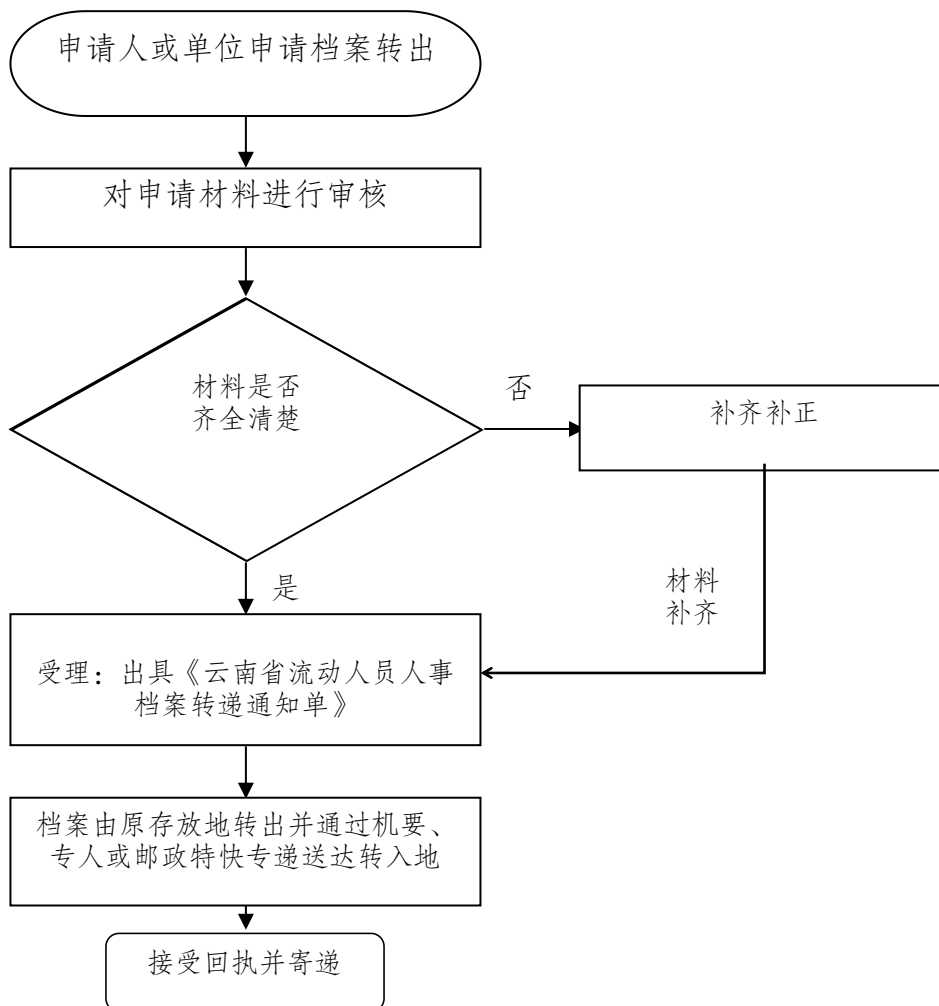 申请人或单位申请档案转出
对申请材料进行审核
材料是否
齐全清楚
否
补齐补正
是
材料
补齐
受理：出具《云南省流动人员人事
档案转递通知单》
档案由原存放地转出并通过机要、
专人或邮政特快专递送达转入地
接受回执并寄递